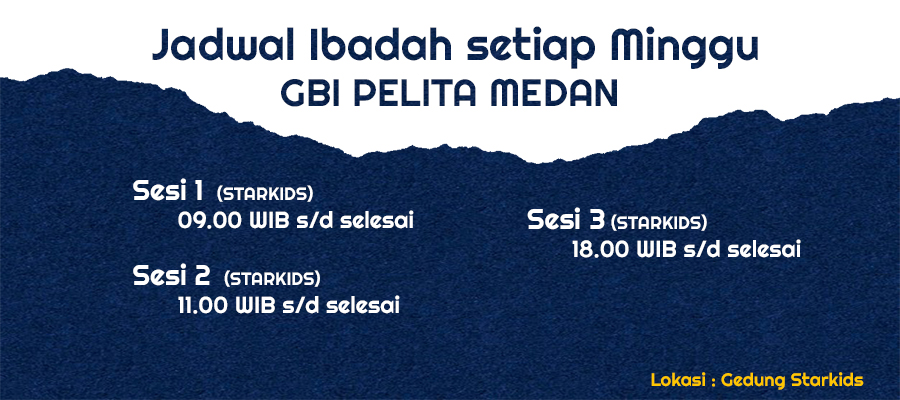 Jadwal Ibadah setiap Minggu
GBI PELITA MEDAN
Sesi 1 (STARKIDS)
09.00 WIB s/d selesai
Sesi 2 (STARKIDS)
11.00 WIB s/d selesai
Sesi 3 (STARKIDS)
18.00 WIB s/d selesai
Lokasi : Gedung Starkids